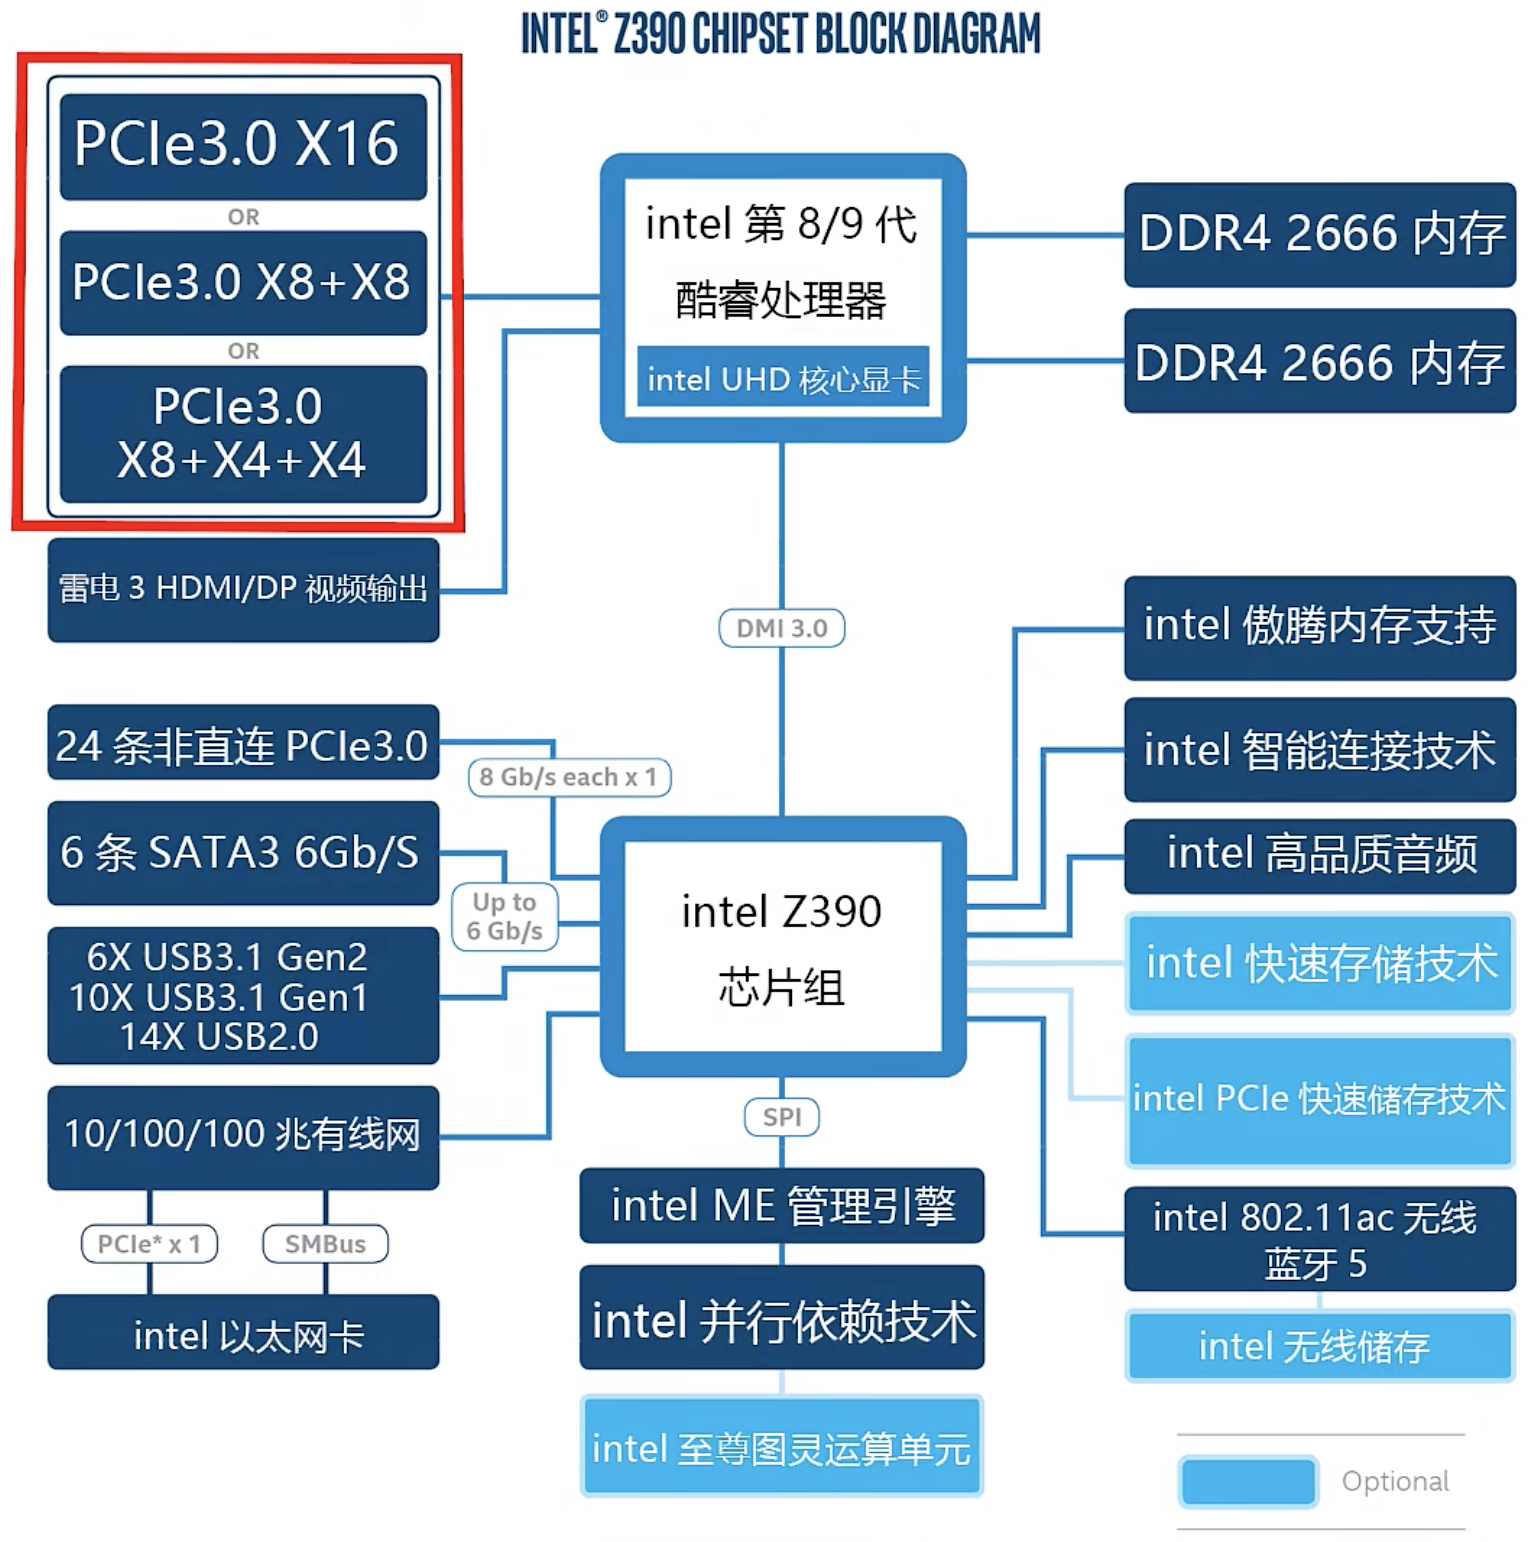 INTEL® Z390 CHIPSET BLOCK DIAGRAM
PCIe3.0 X16
OR
PCIe3.0 X8+X8
OR
PCIe3.0
X8+X4+X4
雷电 3 HDMI/DP 视频输出
intel 第 8/9 代
酷睿处理器
intel UHD 核心显卡
DDR4 2666 内存
DDR4 2666 内存
DMI 3.0
24 条非直连 PCIe3.0
8 Gb/s each x 1
6 条 SATA3 6Gb/S
Up to
6 Gb/s
6X USB3.1 Gen2
10X USB3.1 Gen1
14X USB2.0
10/100/100 兆有线网
PCIe* x 1
SMBus
intel 以太网卡
intel Z390
芯片组
SPI
intel ME 管理引擎
intel 并行依赖技术
intel 至尊图灵运算单元
intel 傲腾内存支持
intel 智能连接技术
intel 高品质音频
intel 快速存储技术
intel PCIe 快速储存技术
intel 802.11ac 无线
蓝牙 5
intel 无线储存
Optional